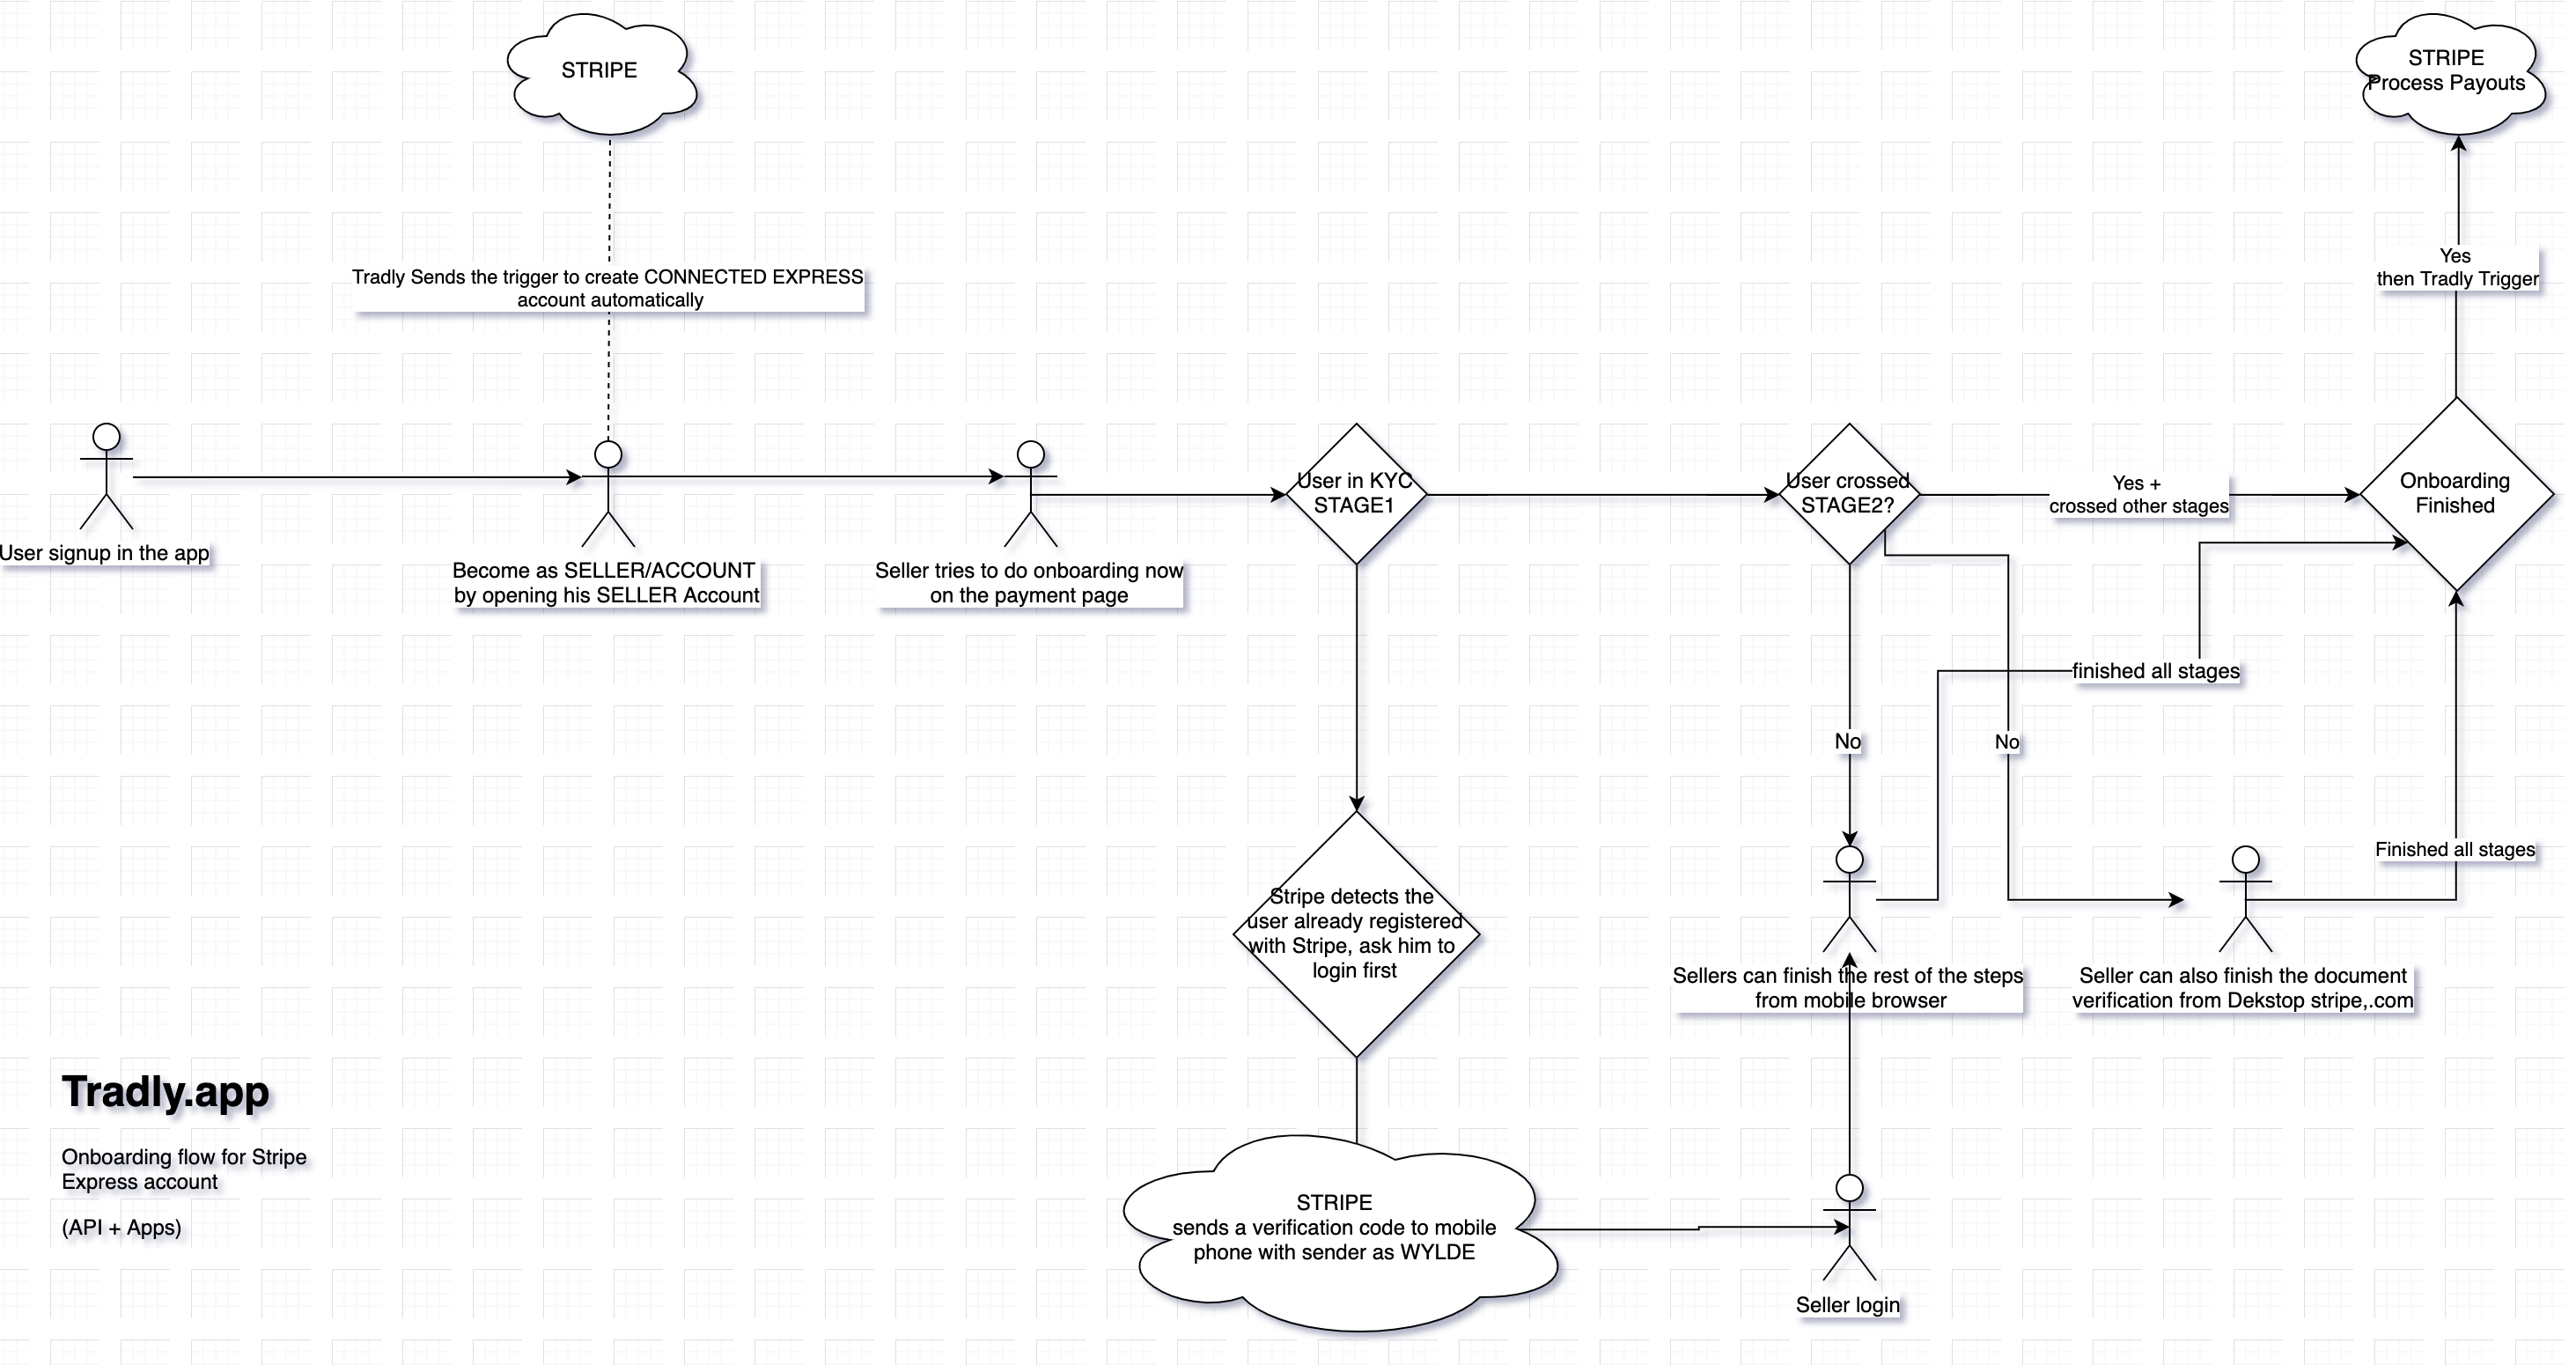 STRIPE
STRIPE
Process Payouts
Tradly Sends the trigger to create CONNECTED EXPRESS
account automatically
Yes
then Tradly Trigger
User signup in the app
Become as SELLER/ACCOUNT
by opening his SELLER Account
Seller tries to do onboarding now
on the payment page
User in KYC
STAGE1
User crossed
STAGE2?
Yes +
crossed other stages
Onboarding
Finished
finished all stages
No
No
Finished all stages
Stripe detects the
user already registered
with Stripe, ask him to
login first
Sellers can finish the rest of the steps
from mobile browser
Seller can also finish the document
verification from Dekstop stripe,.com
Tradly.app
Onboarding flow for Stripe
Express account
(API + Apps)
STRIPE
sends a verification code to mobile
phone with sender as WYLDE
Seller login